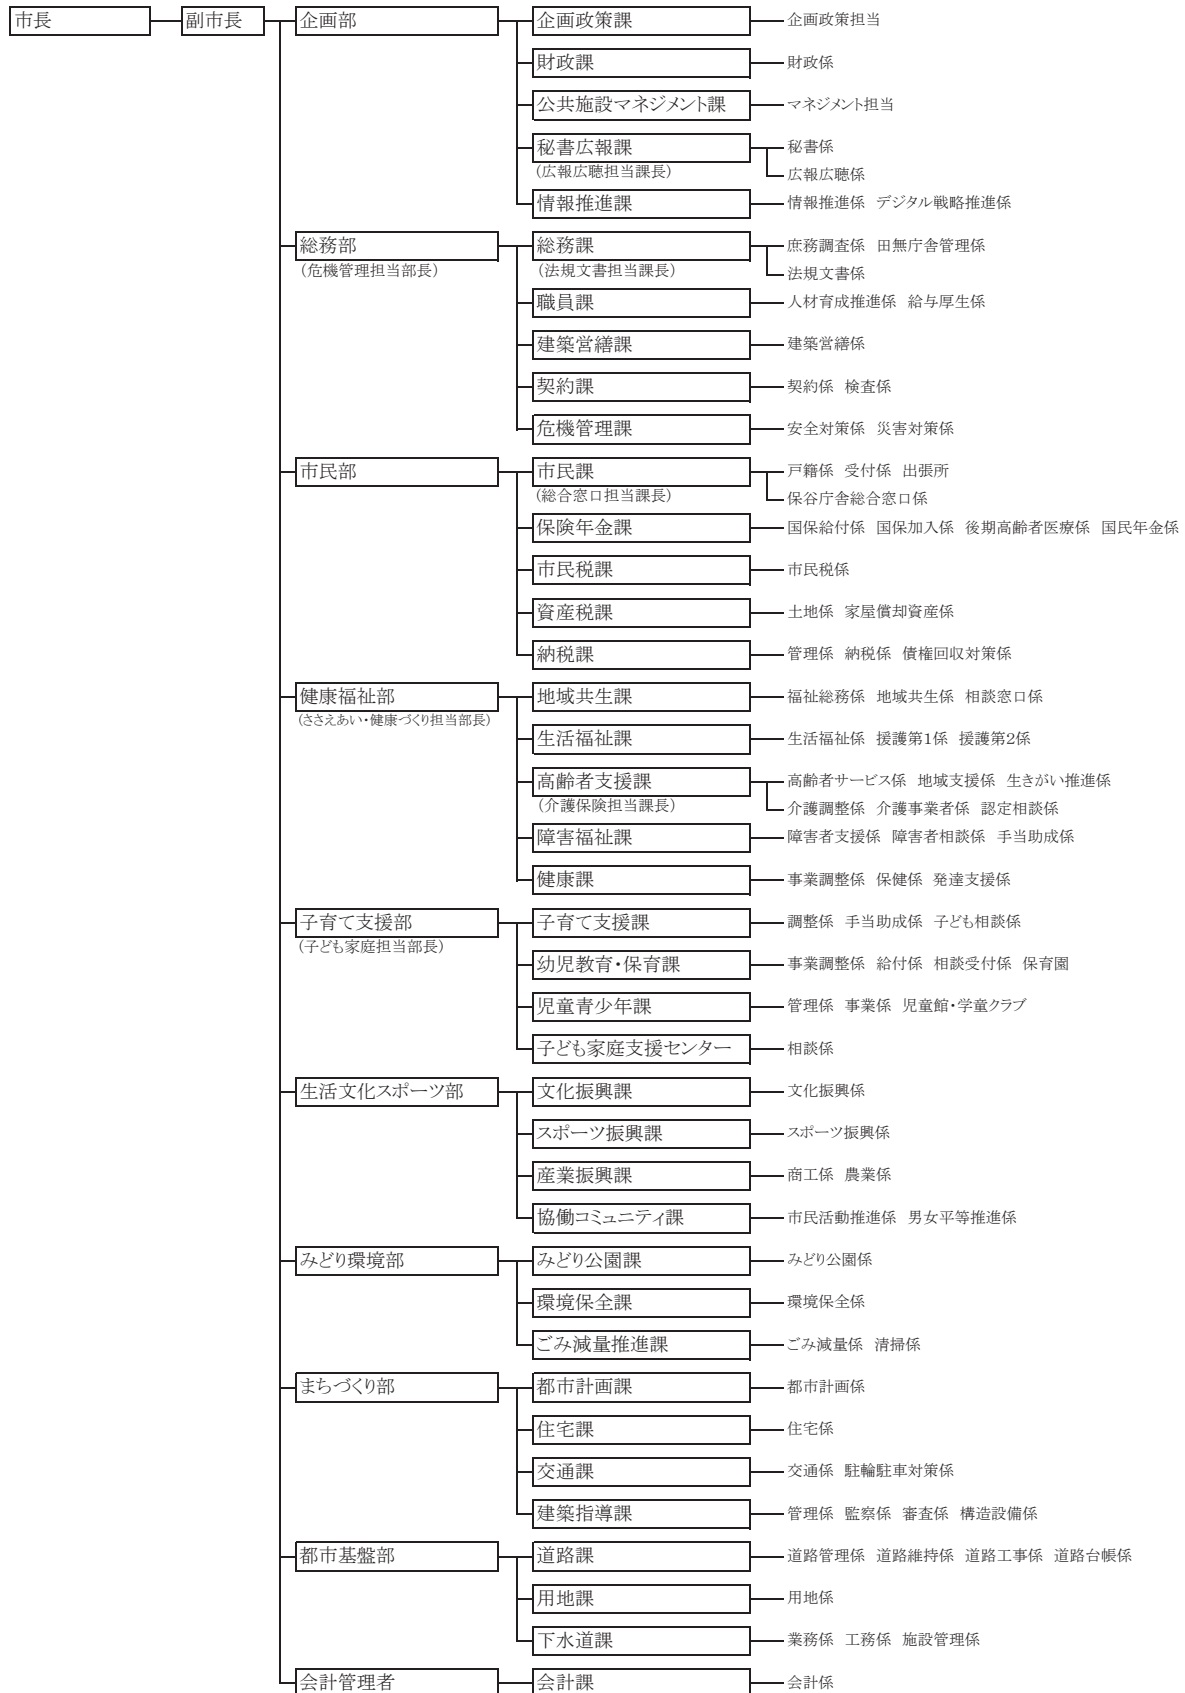 市長 副市長 企画部 企画政策課 企画政策担当
財政課 財政係
公共施設マネジメント課 マネジメント担当
秘書広報課 秘書係
(広報広聴担当課長) 広報広聴係
情報推進課 情報推進係 デジタル戦略推進係
総務部 総務課 庶務調査係 田無庁舎管理係
(危機管理担当部長) (法規文書担当課長) 法規文書係
職員課 人材育成推進係 給与厚生係
建築営繕課 建築営繕係
契約課 契約係 検査係
危機管理課 安全対策係 災害対策係
市民部 市民課 戸籍係 受付係 出張所
(総合窓口担当課長) 保谷庁舎総合窓口係
保険年金課 国保給付係 国保加入係 後期高齢者医療係 国民年金係
市民税課 市民税係
資産税課 土地係 家屋償却資産係
納税課 管理係 納税係 債権回収対策係
健康福祉部 地域共生課 福祉総務係 地域共生係 相談窓口係
(ささえあい・健康づくり担当部長)
生活福祉課 生活福祉係 援護第1係 援護第2係
高齢者支援課 高齢者サービス係 地域支援係 生きがい推進係
(介護保険担当課長) 介護調整係 介護事業者係 認定相談係
障害福祉課 障害者支援係 障害者相談係 手当助成係
健康課 事業調整係 保健係 発達支援係
子育て支援部 子育て支援課 調整係 手当助成係 子ども相談係
(子ども家庭担当部長)
幼児教育・保育課 事業調整係 給付係 相談受付係 保育園
児童青少年課 管理係 事業係 児童館・学童クラブ
子ども家庭支援センター 相談係
生活文化スポーツ部 文化振興課 文化振興係
スポーツ振興課 スポーツ振興係
産業振興課 商工係 農業係
協働コミュニティ課 市民活動推進係 男女平等推進係
みどり環境部 みどり公園課 みどり公園係
環境保全課 環境保全係
ごみ減量推進課 ごみ減量係 清掃係
まちづくり部 都市計画課 都市計画係
住宅課 住宅係
交通課 交通係 駐輪駐車対策係
建築指導課 管理係 監察係 審査係 構造設備係
都市基盤部 道路課 道路管理係 道路維持係 道路工事係 道路台帳係
用地課 用地係
下水道課 業務係 工務係 施設管理係
会計管理者 会計課 会計係